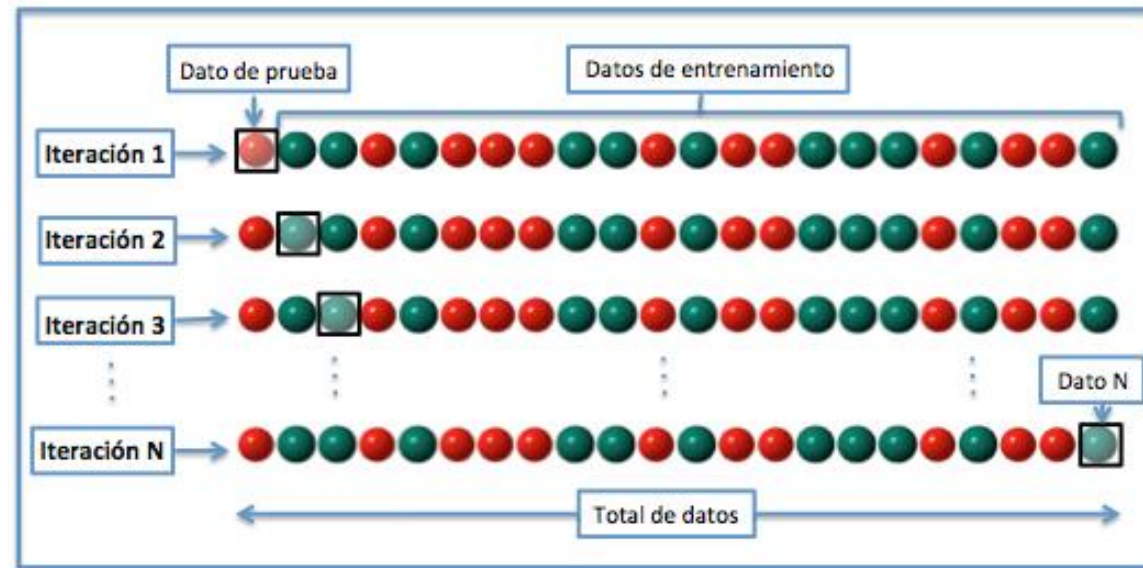 Dato de prueba
Datos de entrenamiento
Iteración 1
Iteración 2
Iteración 3
Dato N
Iteración N
Total de datos